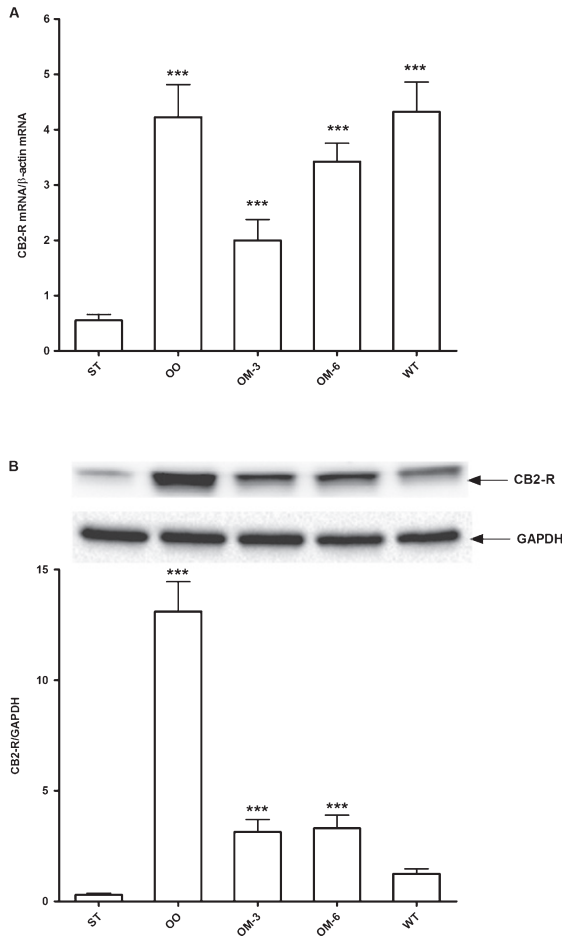 A
CB2-R mRNA/β-actin mRNA
6
5
4
3
2
1
0
***
***
***
***
ST
OO
OM-3
OM-6
WT
B
CB2-R
GAPDH
CB2-R/GAPDH
15
10
5
0
***
***
***
ST
OO
OM-3
OM-6
WT